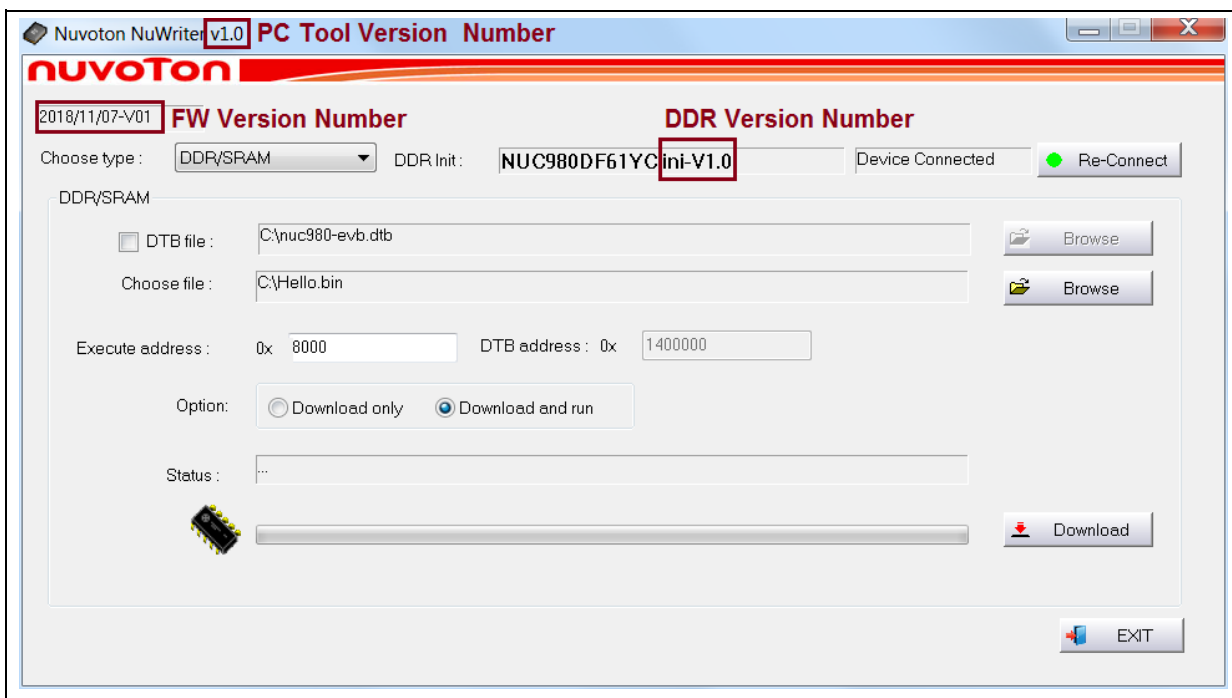 Nuvoton NuWriter v1.0 PC Tool Version Number
nuvoTon
2018/11/07-V01 FW Version Number DDR Version Number
Choose type : DDR/SRAM DDR Init : NUC980DF61YC.ini-V1.0 Device Connected Re-Connect
DDR/SRAM
DTB file : C:\nuc980-evb.dtb Browse
Choose file : C:\Hello.bin Browse
Execute address : 0x 8000 DTB address : 0x 1400000
Option: Download only Download and run
Status : ...
Download
EXIT